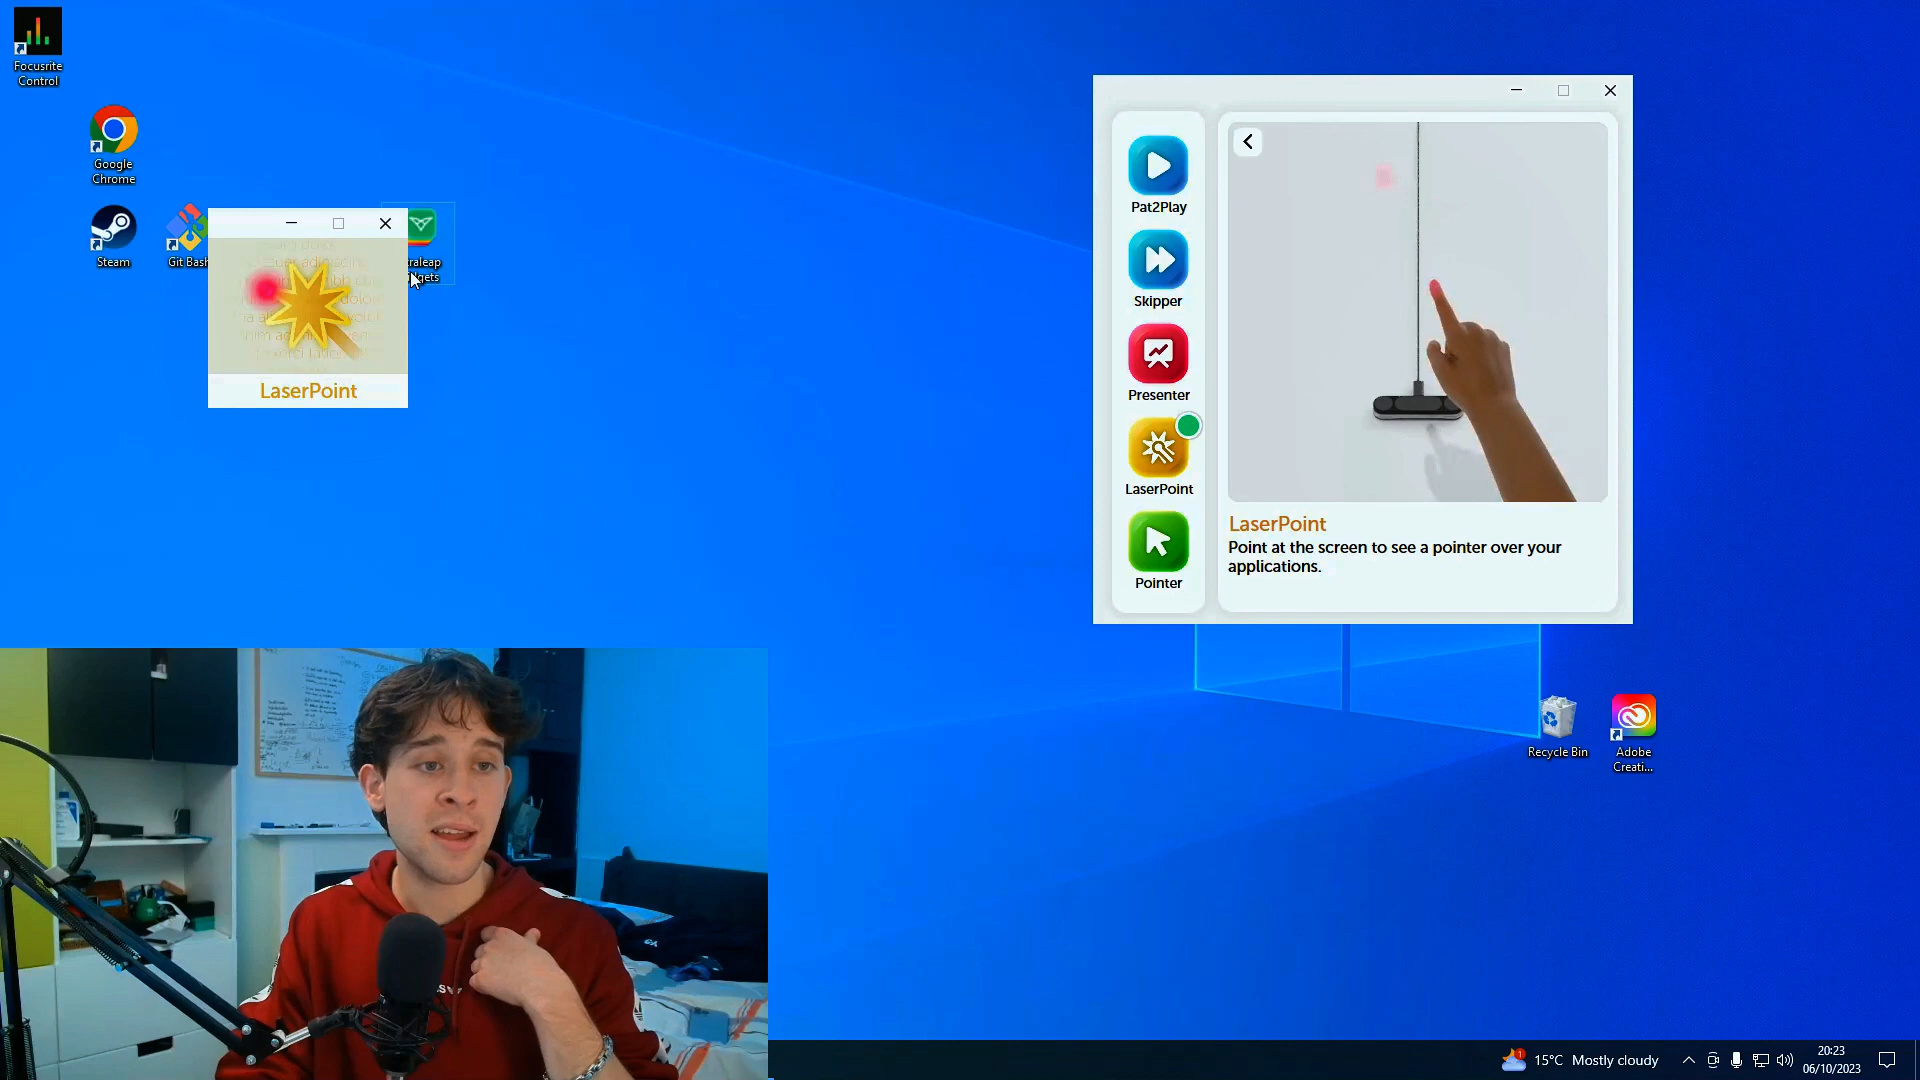 Focusrite
Control
Google
Chrome
Steam
Git Bash
LaserPoint
Pat2Play
Skipper
Presenter
LaserPoint
Pointer
LaserPoint
Point at the screen to see a pointer over your
applications.
Recycle Bin
Adobe
Creati...
1
15°C Mostly cloudy
20:23
06/10/2023